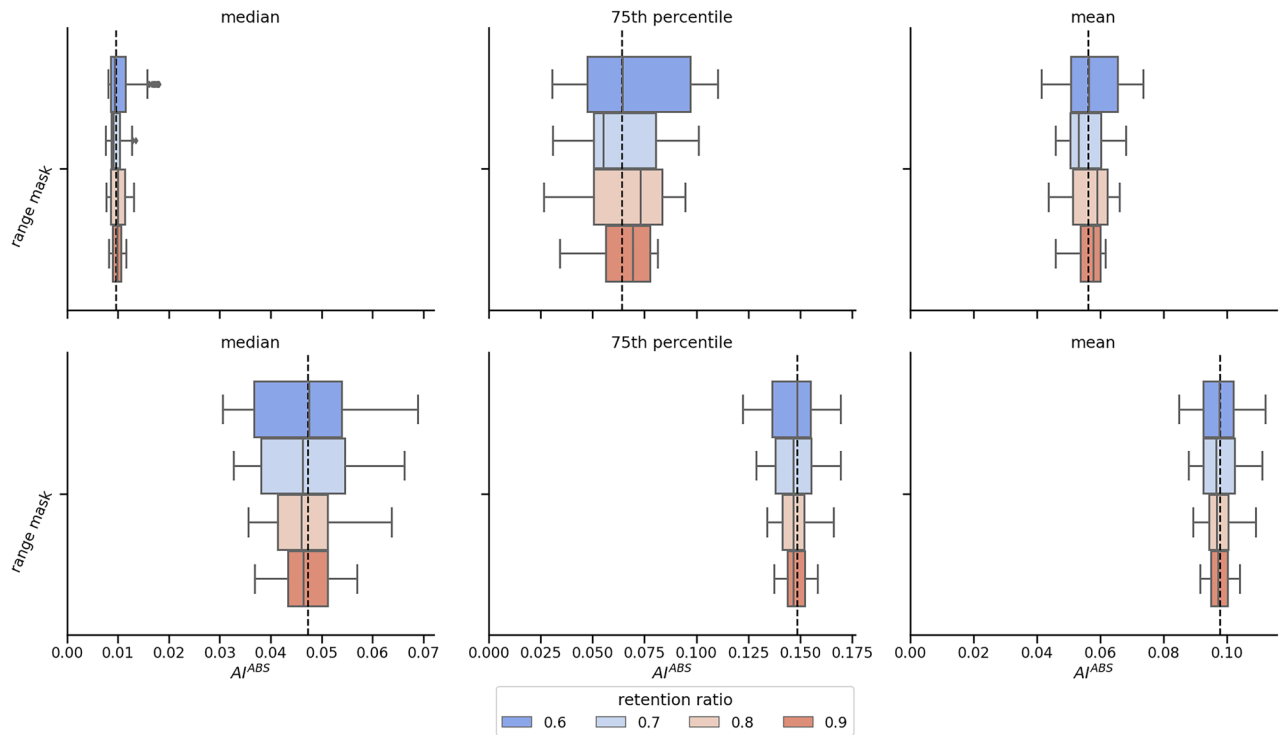 median 75th percentile mean
range mask
median 75th percentile mean
range mask
0.00 0.01 0.02 0.03 0.04 0.05 0.06 0.07 0.000 0.025 0.050 0.075 0.100 0.125 0.150 0.175 0.00 0.02 0.04 0.06 0.08 0.10
AI^ABS AI^ABS AI^ABS
retention ratio
0.6 0.7 0.8 0.9